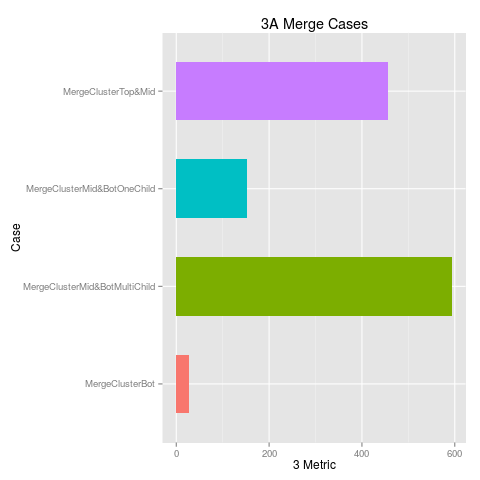 3A Merge Cases
MergeClusterTop&Mid
MergeClusterMid&BotOneChild
MergeClusterMid&BotMultiChild
MergeClusterBot
Case
0 200 400 600
3 Metric